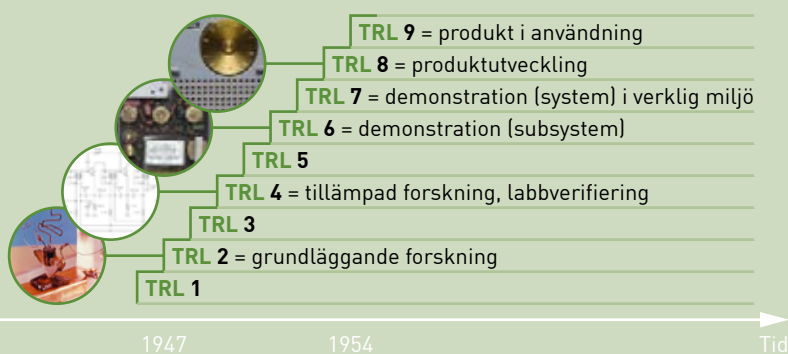 TRL 9 = produkt i användning
TRL 8 = produktutveckling
TRL 7 = demonstration (system) i verklig miljö
TRL 6 = demonstration (subsystem)
TRL 5
TRL 4 = tillämpad forskning, labbverifiering
TRL 3
TRL 2 = grundläggande forskning
TRL 1
1947 1954 Tid